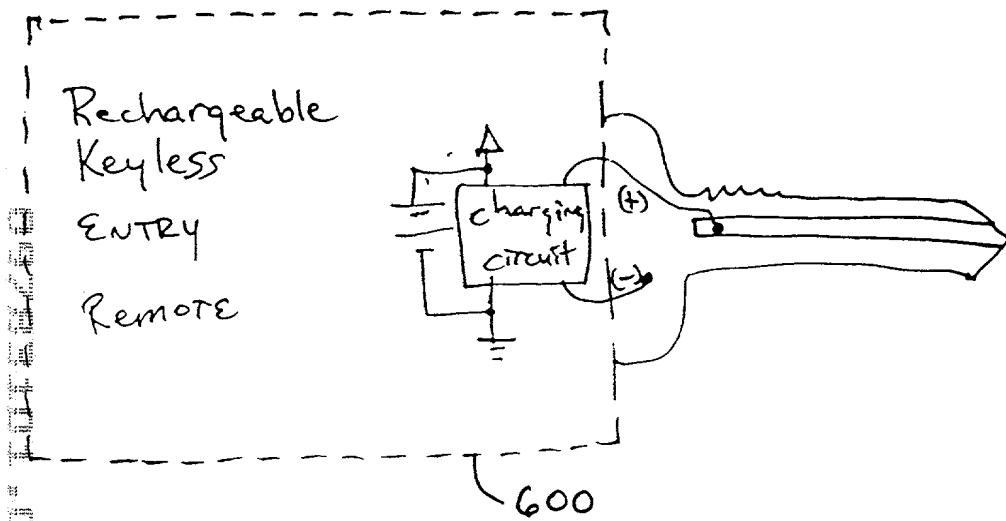 Rechargeable
Keyless
ENTRY
REMOTE
charging
circuit
(+)
(-)
600